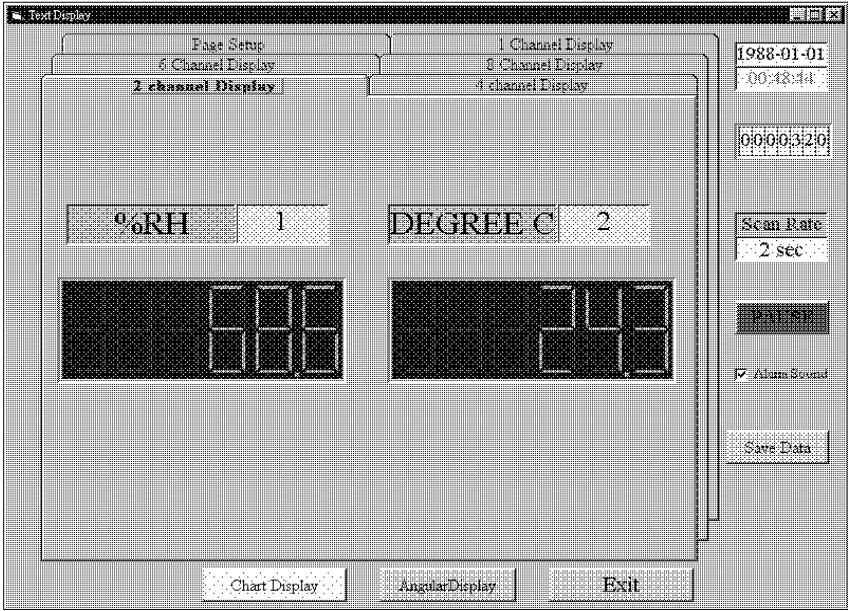 Text Display
Page Setup
1 Channel Display
6 Channel Display
8 Channel Display
2 channel Display
4 channel Display
1988-01-01
00:48:44
0000320
%RH 1
DEGREE C 2
Scan Rate
2 sec
24.3
PAUSE
Alarm Sound
Save Data
Chart Display
AngularDisplay
Exit